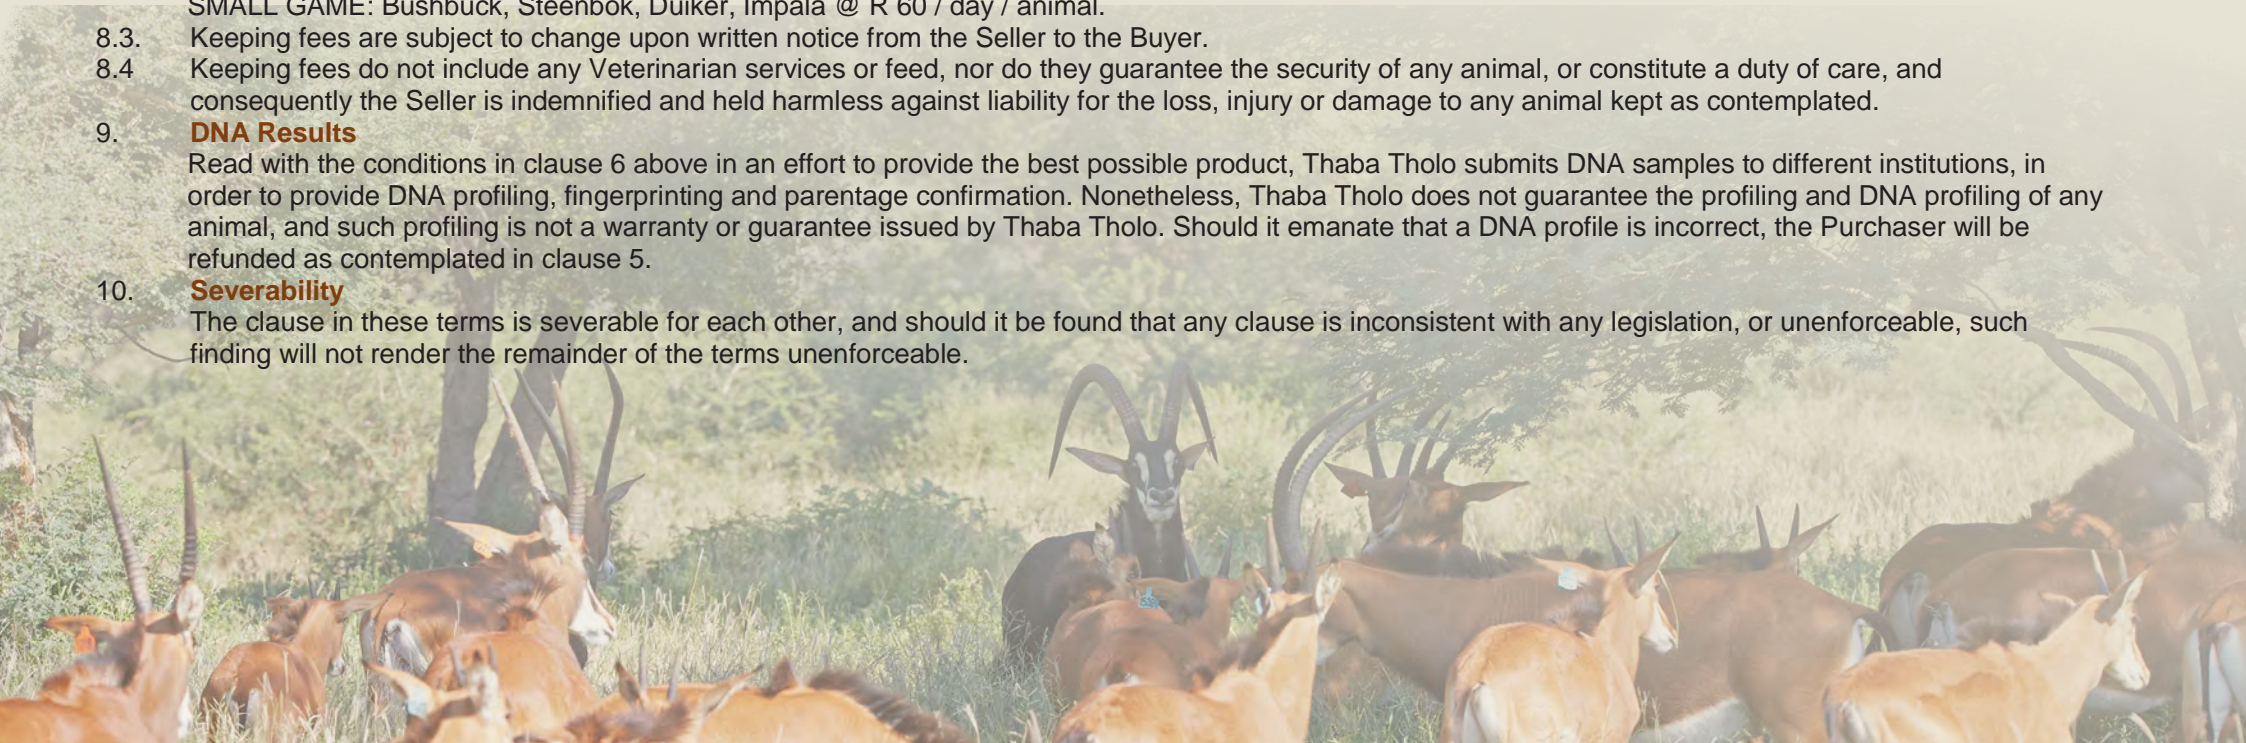 SMALL GAME: Bushbuck, Steenbok, Duiker, Impala @ R 60 / day / animal.
8.3. Keeping fees are subject to change upon written notice from the Seller to the Buyer.
8.4 Keeping fees do not include any Veterinarian services or feed, nor do they guarantee the security of any animal, or constitute a duty of care, and
consequently the Seller is indemnified and held harmless against liability for the loss, injury or damage to any animal kept as contemplated.
9. DNA Results
Read with the conditions in clause 6 above in an effort to provide the best possible product, Thaba Tholo submits DNA samples to different institutions, in
order to provide DNA profiling, fingerprinting and parentage confirmation. Nonetheless, Thaba Tholo does not guarantee the profiling and DNA profiling of any
animal, and such profiling is not a warranty or guarantee issued by Thaba Tholo. Should it emanate that a DNA profile is incorrect, the Purchaser will be
refunded as contemplated in clause 5.
10. Severability
The clause in these terms is severable for each other, and should it be found that any clause is inconsistent with any legislation, or unenforceable, such
finding will not render the remainder of the terms unenforceable.